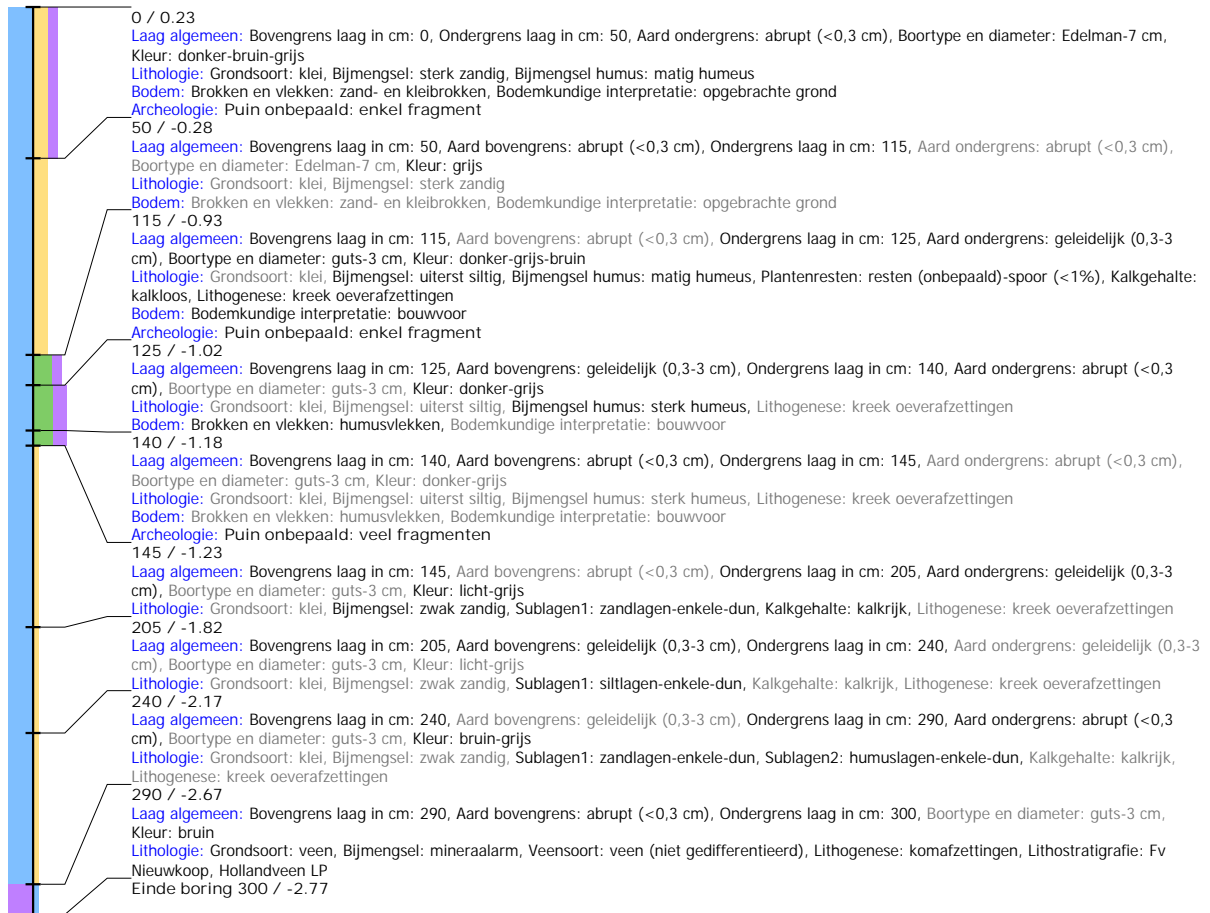 0 / 0.23
Laag algemeen: Bovengrens laag in cm: 0, Ondergrens laag in cm: 50, Aard ondergrens: abrupt (<0,3 cm), Boortype en diameter: Edelman-7 cm,
Kleur: donker-bruin-grijs
Lithologie: Grondsoort: klei, Bijmengsel: sterk zandig, Bijmengsel humus: matig humeus
Bodem: Brokken en vlekken: zand- en kleibrokken, Bodemkundige interpretatie: opgebrachte grond
Archeologie: Puin onbepaald: enkel fragment
50 / -0.28
Laag algemeen: Bovengrens laag in cm: 50, Aard bovengrens: abrupt (<0,3 cm), Ondergrens laag in cm: 115, Aard ondergrens: abrupt (<0,3 cm),
Boortype en diameter: Edelman-7 cm, Kleur: grijs
Lithologie: Grondsoort: klei, Bijmengsel: sterk zandig
Bodem: Brokken en vlekken: zand- en kleibrokken, Bodemkundige interpretatie: opgebrachte grond
115 / -0.93
Laag algemeen: Bovengrens laag in cm: 115, Aard bovengrens: abrupt (<0,3 cm), Ondergrens laag in cm: 125, Aard ondergrens: geleidelijk (0,3-3
cm), Boortype en diameter: guts-3 cm, Kleur: donker-grijs-bruin
Lithologie: Grondsoort: klei, Bijmengsel: uiterst siltig, Bijmengsel humus: matig humeus, Plantenresten: resten (onbepaald)-spoor (<1%), Kalkgehalte:
kalkloos, Lithogenese: kreek oeverafzettingen
Bodem: Bodemkundige interpretatie: bouwvoor
Archeologie: Puin onbepaald: enkel fragment
125 / -1.02
Laag algemeen: Bovengrens laag in cm: 125, Aard bovengrens: geleidelijk (0,3-3 cm), Ondergrens laag in cm: 140, Aard ondergrens: abrupt (<0,3
cm), Boortype en diameter: guts-3 cm, Kleur: donker-grijs
Lithologie: Grondsoort: klei, Bijmengsel: uiterst siltig, Bijmengsel humus: sterk humeus, Lithogenese: kreek oeverafzettingen
Bodem: Brokken en vlekken: humusvlekken, Bodemkundige interpretatie: bouwvoor
140 / -1.18
Laag algemeen: Bovengrens laag in cm: 140, Aard bovengrens: abrupt (<0,3 cm), Ondergrens laag in cm: 145, Aard ondergrens: abrupt (<0,3 cm),
Boortype en diameter: guts-3 cm, Kleur: donker-grijs
Lithologie: Grondsoort: klei, Bijmengsel: uiterst siltig, Bijmengsel humus: sterk humeus, Lithogenese: kreek oeverafzettingen
Bodem: Brokken en vlekken: humusvlekken, Bodemkundige interpretatie: bouwvoor
Archeologie: Puin onbepaald: veel fragmenten
145 / -1.23
Laag algemeen: Bovengrens laag in cm: 145, Aard bovengrens: abrupt (<0,3 cm), Ondergrens laag in cm: 205, Aard ondergrens: geleidelijk (0,3-3
cm), Boortype en diameter: guts-3 cm, Kleur: licht-grijs
Lithologie: Grondsoort: klei, Bijmengsel: zwak zandig, Sublagen1: zandlagen-enkele-dun, Kalkgehalte: kalkrijk, Lithogenese: kreek oeverafzettingen
205 / -1.82
Laag algemeen: Bovengrens laag in cm: 205, Aard bovengrens: geleidelijk (0,3-3 cm), Ondergrens laag in cm: 240, Aard ondergrens: geleidelijk (0,3-3
cm), Boortype en diameter: guts-3 cm, Kleur: licht-grijs
Lithologie: Grondsoort: klei, Bijmengsel: zwak zandig, Sublagen1: siltlagen-enkele-dun, Kalkgehalte: kalkrijk, Lithogenese: kreek oeverafzettingen
240 / -2.17
Laag algemeen: Bovengrens laag in cm: 240, Aard bovengrens: geleidelijk (0,3-3 cm), Ondergrens laag in cm: 290, Aard ondergrens: abrupt (<0,3
cm), Boortype en diameter: guts-3 cm, Kleur: bruin-grijs
Lithologie: Grondsoort: klei, Bijmengsel: zwak zandig, Sublagen1: zandlagen-enkele-dun, Sublagen2: humuslagen-enkele-dun, Kalkgehalte: kalkrijk,
Lithogenese: kreek oeverafzettingen
290 / -2.67
Laag algemeen: Bovengrens laag in cm: 290, Aard bovengrens: abrupt (<0,3 cm), Ondergrens laag in cm: 300, Boortype en diameter: guts-3 cm,
Kleur: bruin
Lithologie: Grondsoort: veen, Bijmengsel: mineraalarm, Veensoort: veen (niet gedifferentieerd), Lithogenese: komafzettingen, Lithostratigrafie: Fv
Nieuwkoop, Hollandveen LP
Einde boring 300 / -2.77